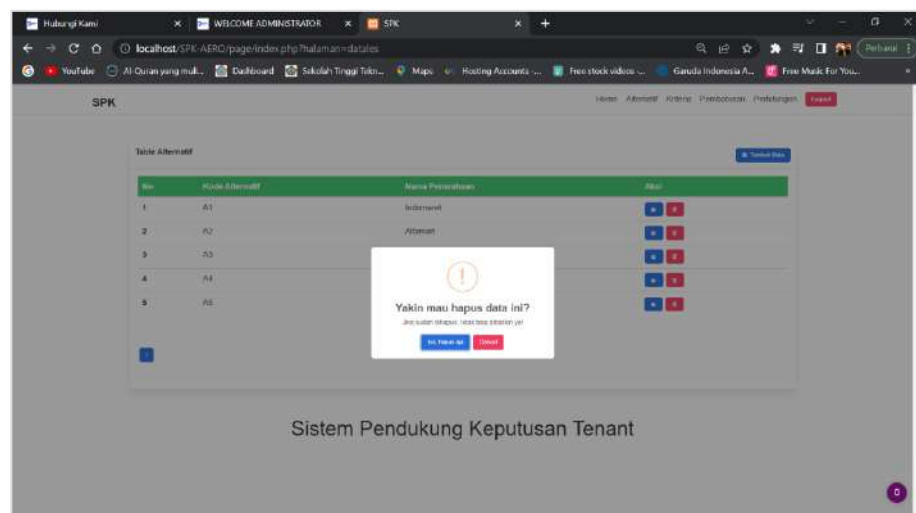 Hubungi Kami
WELCOME ADMINISTRATOR
SPK
localhost/SPK-AERO/page/index.php?halaman=datales
Perbarui
YouTube
Al-Quran yang muli...
Dashboard
Sekolah Tinggi Tekn...
Maps
Hosting Accounts -...
Free stock videos -...
Garuda Indonesia A...
Free Music For You...
SPK
Home Alternatif Kriteria Pembobotan Perhitungan Logout
Table Alternatif
Tambah Data
No Kode Alternatif Nama Perusahaan Aksi
1 A1 Indomaret
2 A2 Alfamart
3 A3
4 A4
5 A5
Yakin mau hapus data ini?
Jika sudah dihapus, tidak bisa dibalikin ya!
Iya, Hapus aja Cancel
1
Sistem Pendukung Keputusan Tenant